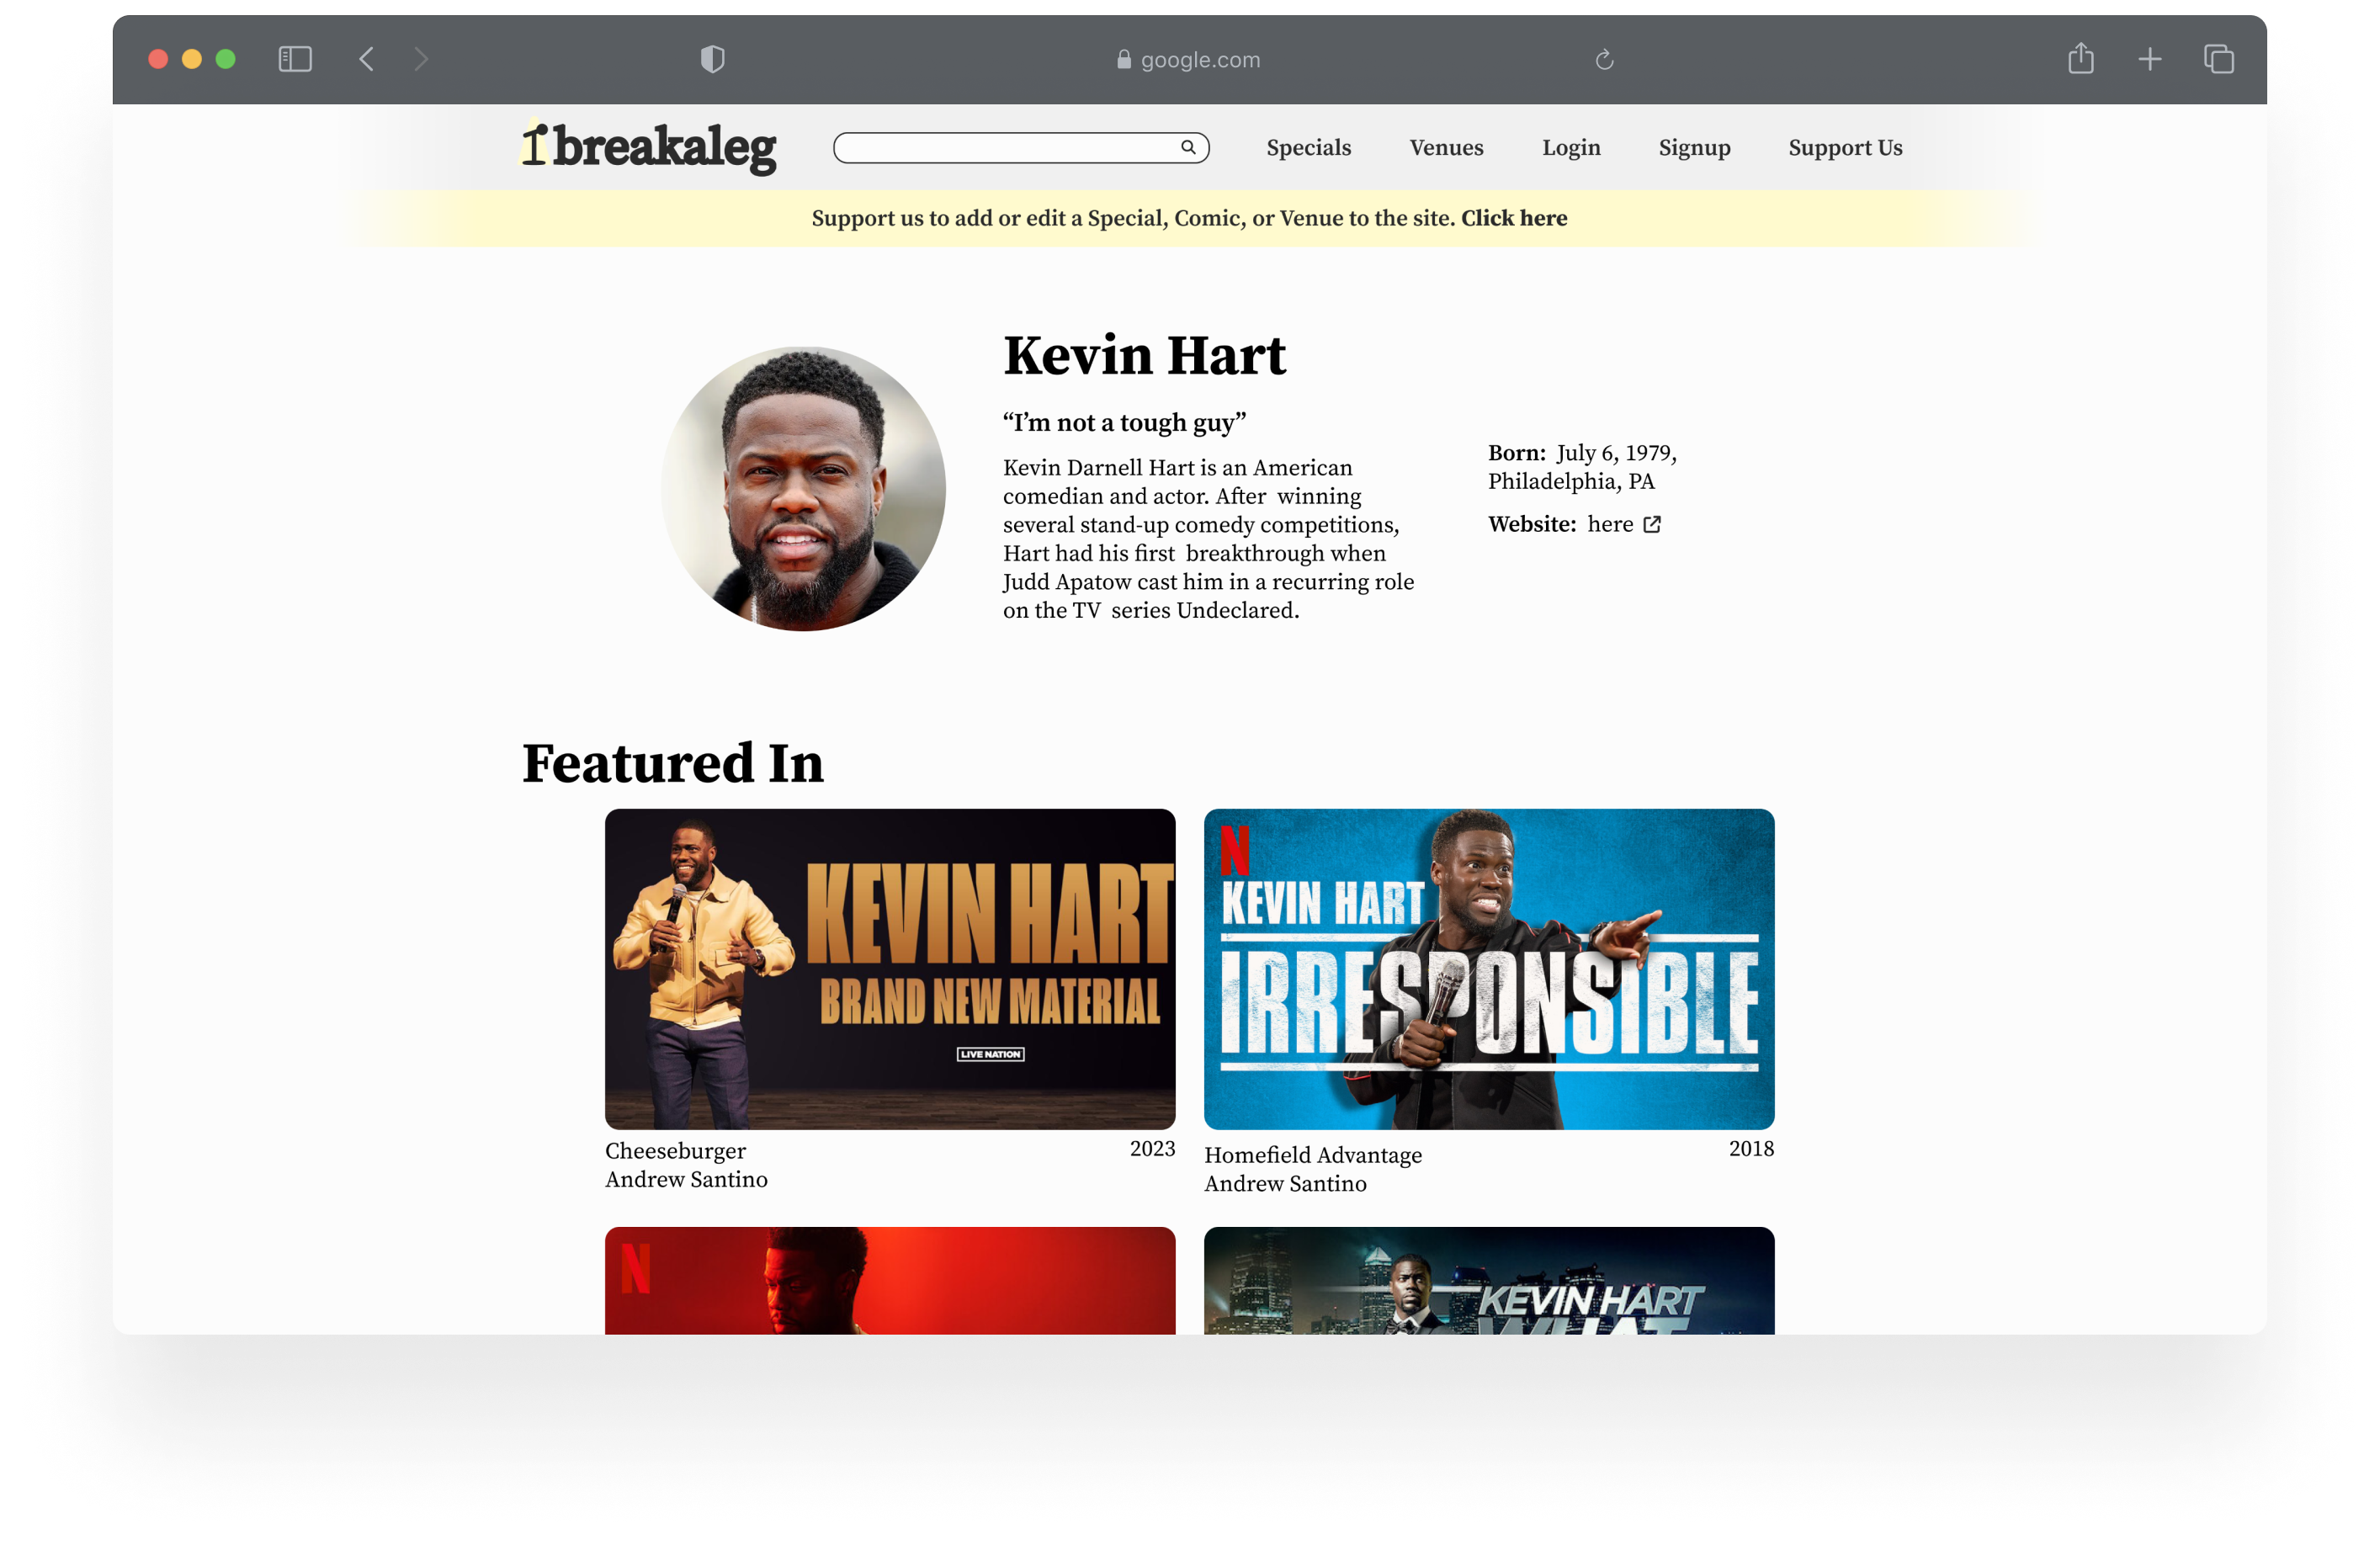 google.com
breakaleg
Specials
Venues
Login
Signup
Support Us
Support us to add or edit a Special, Comic, or Venue to the site. Click here
Kevin Hart
“I’m not a tough guy”
Kevin Darnell Hart is an American
comedian and actor. After  winning
several stand-up comedy competitions,
Hart had his first  breakthrough when
Judd Apatow cast him in a recurring role
on the TV  series Undeclared.
Born:  July 6, 1979,
Philadelphia, PA
Website:  here
Featured In
KEVIN HART
BRAND NEW MATERIAL
LIVE NATION
Cheeseburger
2023
Andrew Santino
N
KEVIN HART
IRRESPONSIBLE
Homefield Advantage
2018
Andrew Santino
N
KEVIN HART
WHAT